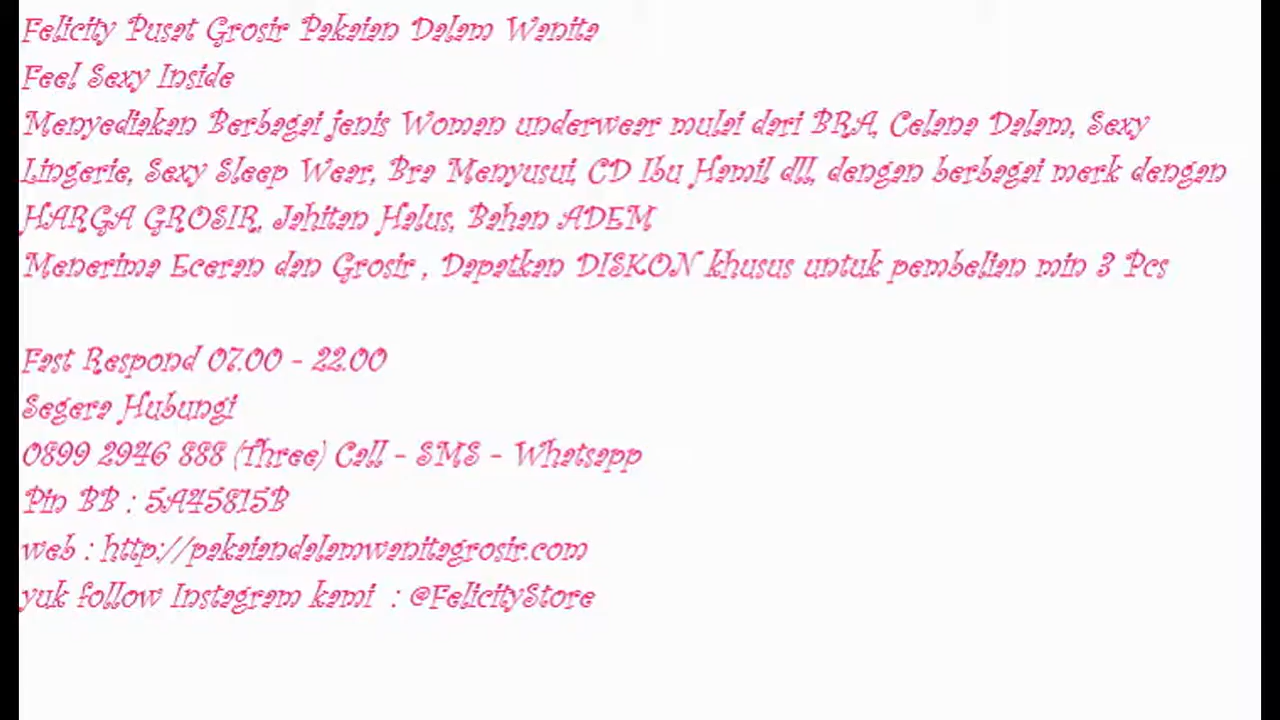 Felicity Pusat Grosir Pakaian Dalam Wanita
Feel Sexy Inside
Menyediakan Berbagai jenis Woman underwear mulai dari BRA, Celana Dalam, Sexy
Lingerie, Sexy Sleep Wear, Bra Menyusui, CD Ibu Hamil dll, dengan berbagai merk dengan
HARGA GROSIR, Jahitan Halus, Bahan ADEM
Menerima Eceran dan Grosir , Dapatkan DISKON khusus untuk pembelian min 3 Pcs
Fast Respond 07.00 - 22.00
Segera Hubungi
0899 2946 888 (Three) Call - SMS - Whatsapp
Pin BB : 5A45815B
web : http://pakaiandalamwanitagrosir.com
yuk follow Instagram kami : @FelicityStore